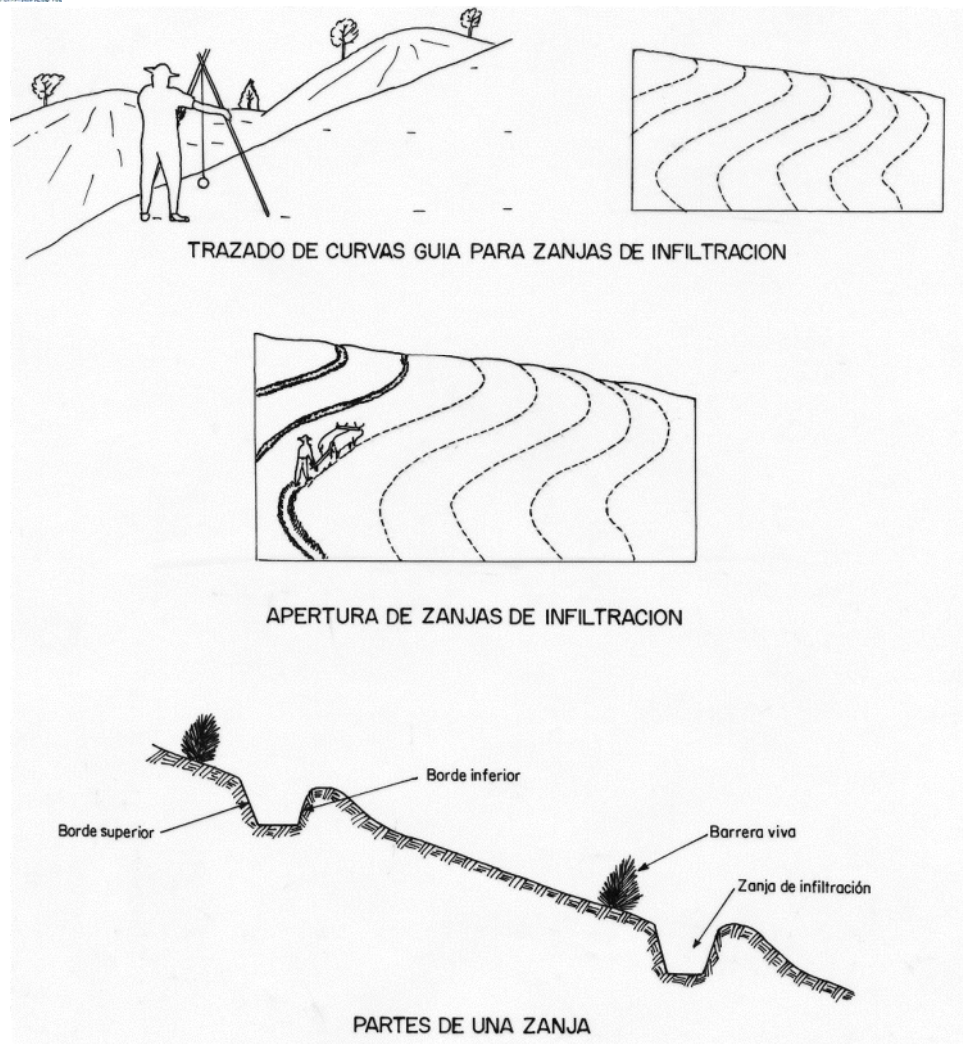 TRAZADO DE CURVAS GUIA PARA ZANJAS DE INFILTRACION
APERTURA DE ZANJAS DE INFILTRACION
Borde inferior
Borde superior
Barrera viva
Zanja de infiltración
PARTES DE UNA ZANJA